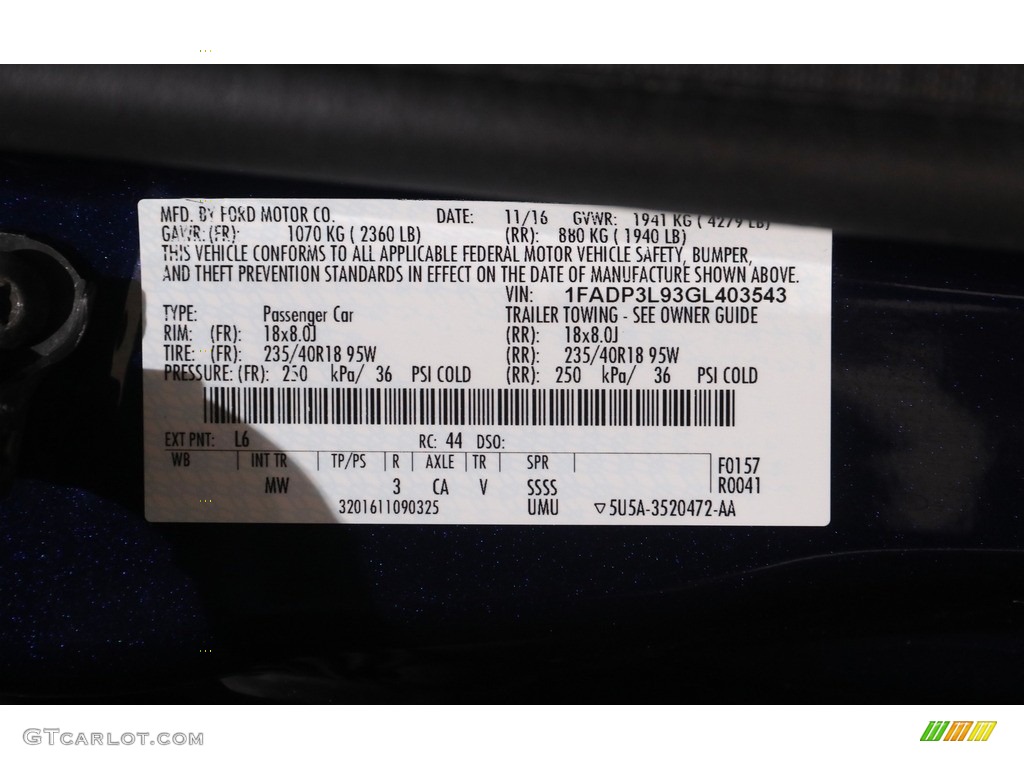 MFD. BY FORD MOTOR CO. DATE: 11/16 GVWR: 1941 KG ( 4279 LB)
GAWR: (FR): 1070 KG ( 2360 LB) (RR): 880 KG ( 1940 LB)
THIS VEHICLE CONFORMS TO ALL APPLICABLE FEDERAL MOTOR VEHICLE SAFETY, BUMPER,
AND THEFT PREVENTION STANDARDS IN EFFECT ON THE DATE OF MANUFACTURE SHOWN ABOVE.
VIN: 1FADP3L93GL403543
TYPE: Passenger Car TRAILER TOWING - SEE OWNER GUIDE
RIM: (FR): 18x8.0J (RR): 18x8.0J
TIRE: (FR): 235/40R18 95W (RR): 235/40R18 95W
PRESSURE: (FR): 250 kPa/ 36 PSI COLD (RR): 250 kPa/ 36 PSI COLD
EXT PNT: L6 RC: 44 DSO:
WB INT TR TP/PS R AXLE TR SPR F0157
MW 3 CA V SSSS R0041
3201611090325 UMU ▽5U5A-3520472-AA
GTCARLOT.COM